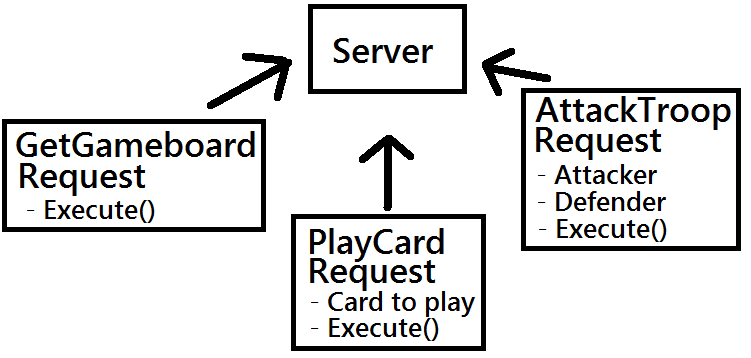 Server
GetGameboard
Request
- Execute()
PlayCard
Request
- Card to play
- Execute()
AttackTroop
Request
- Attacker
- Defender
- Execute()